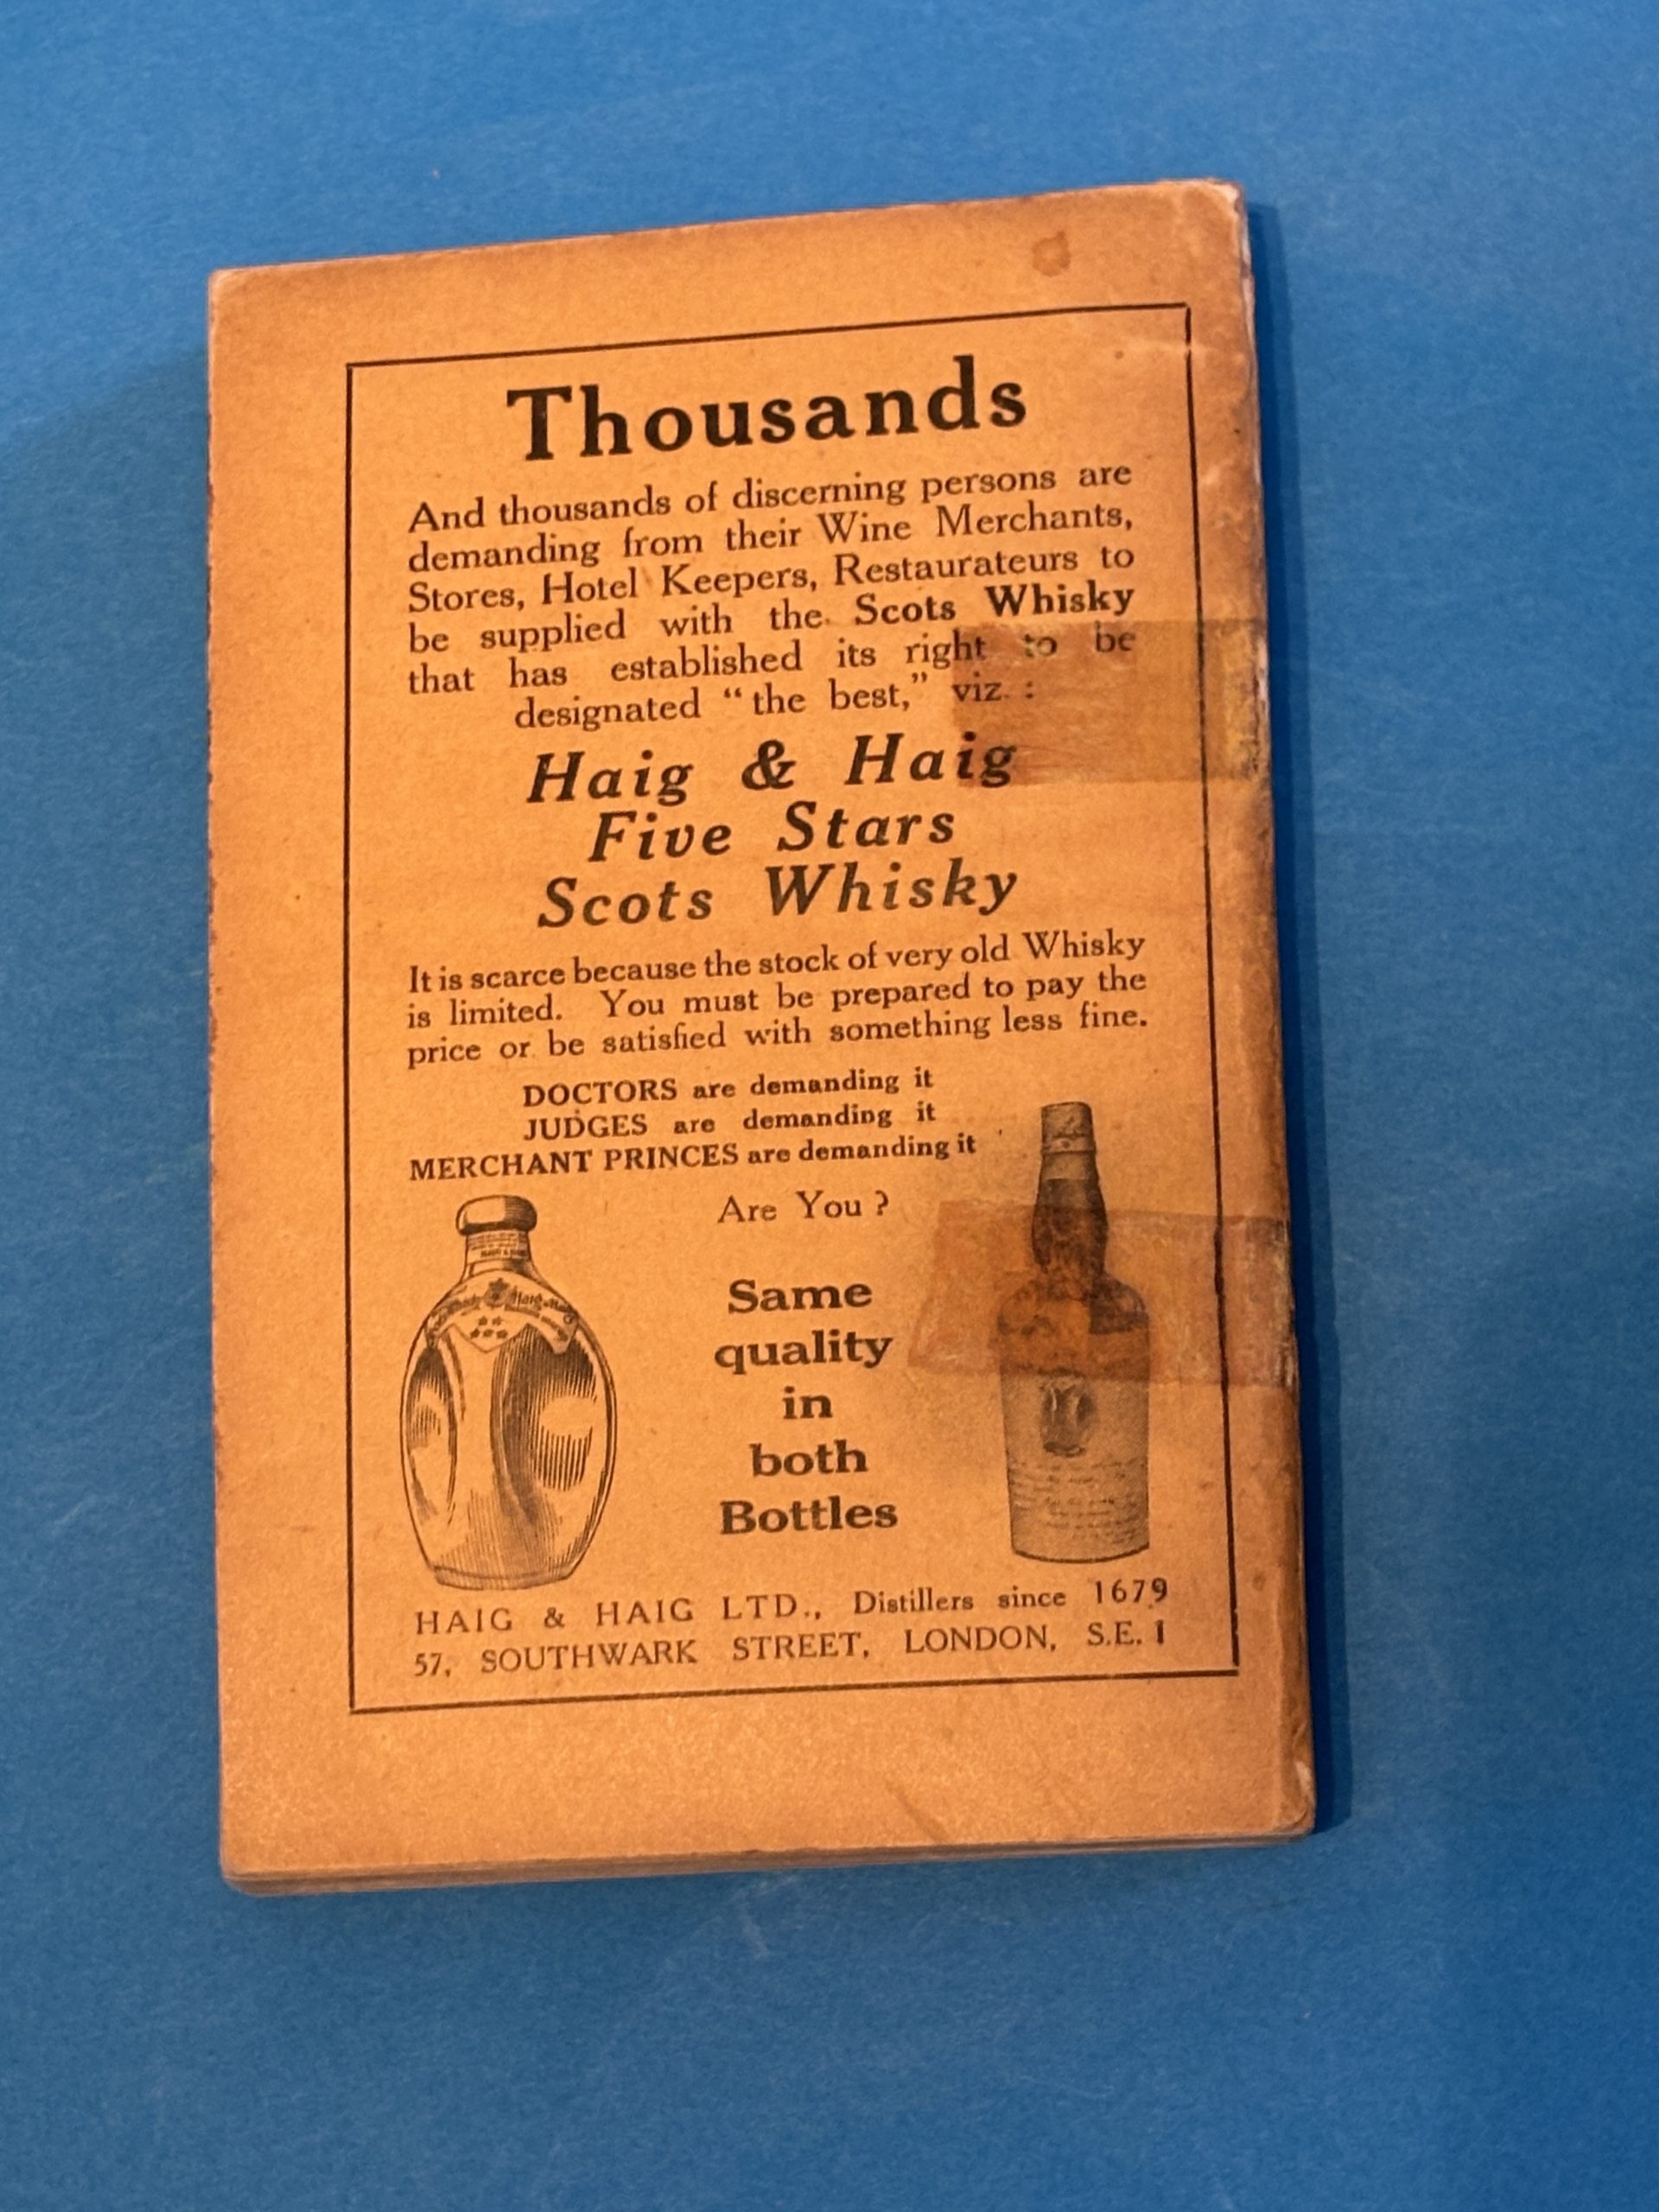 Thousands
And thousands of discerning persons are
demanding from their Wine Merchants,
Stores, Hotel Keepers, Restaurateurs to
be supplied with the Scots Whisky
that has established its right to be
designated “the best,” viz. :
Haig & Haig
Five Stars
Scots Whisky
It is scarce because the stock of very old Whisky
is limited. You must be prepared to pay the
price or be satisfied with something less fine.
DOCTORS are demanding it
JUDGES are demanding it
MERCHANT PRINCES are demanding it
Are You ?
Same
quality
in
both
Bottles
HAIG & HAIG LTD., Distillers since 1679
57, SOUTHWARK STREET, LONDON, S.E. 1